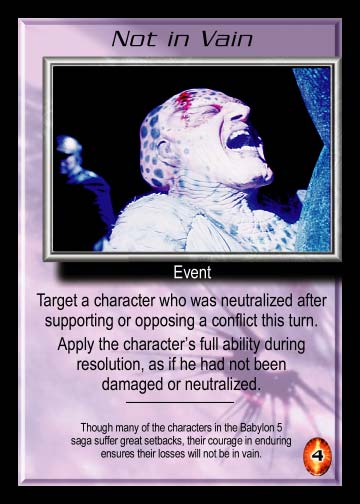 Not in Vain
Event
Target a character who was neutralized after
supporting or opposing a conflict this turn.
Apply the character's full ability during
resolution, as if he had not been
damaged or neutralized.
Though many of the characters in the Babylon 5
saga suffer great setbacks, their courage in enduring
ensures their losses will not be in vain.
4